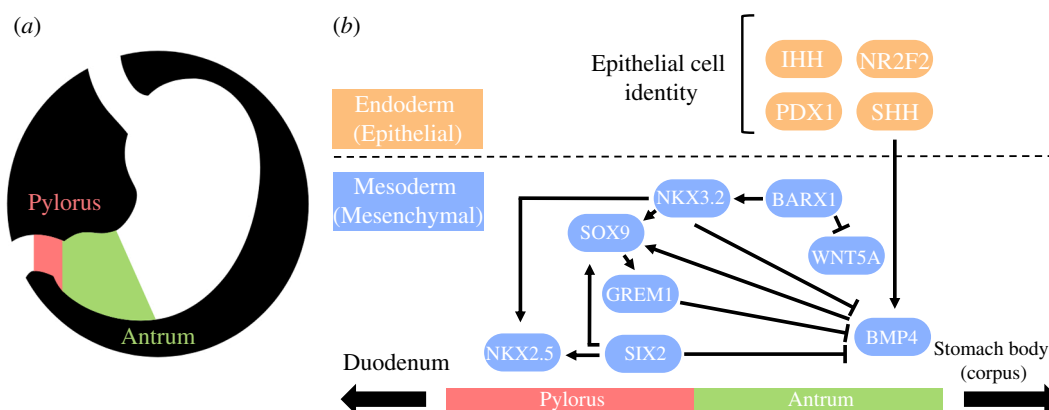 (a)
Pylorus
Antrum
(b)
Epithelial cell
identity
IHH
NR2F2
PDX1
SHH
Endoderm
(Epithelial)
Mesoderm
(Mesenchymal)
NKX3.2
BARX1
SOX9
WNT5A
GREM1
BMP4
NKX2.5
SIX2
Duodenum
Stomach body
(corpus)
Pylorus
Antrum